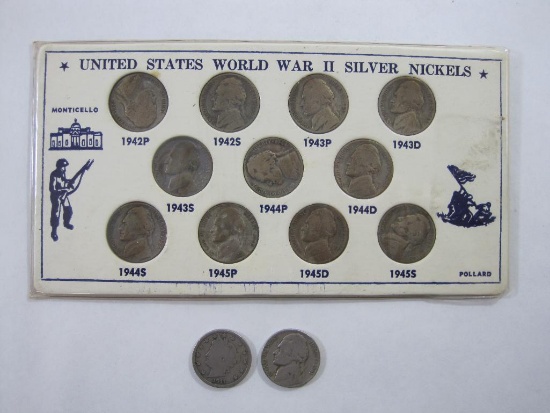 ★ UNITED STATES WORLD WAR II SILVER NICKELS ★
MONTICELLO
1942P 1942S 1943P 1943D
1943S 1944P 1944D
1944S 1945P 1945D 1945S
POLLARD